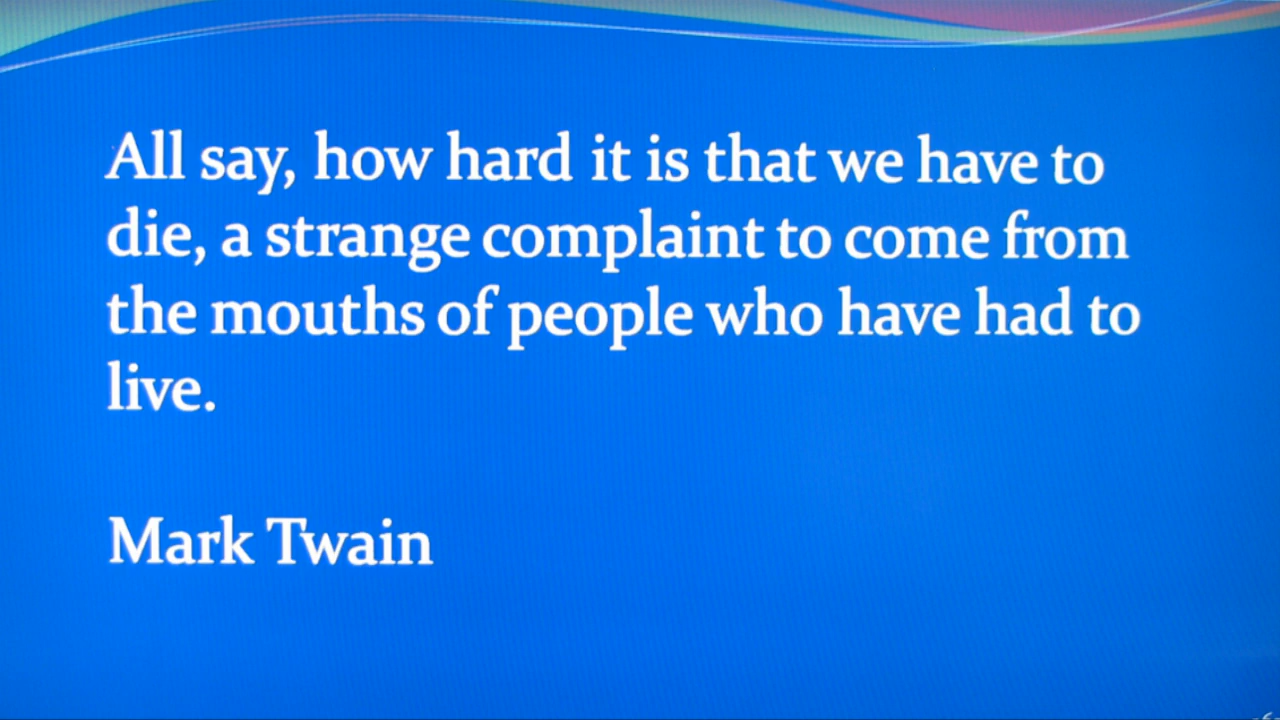 All say, how hard it is that we have to
die, a strange complaint to come from
the mouths of people who have had to
live.
Mark Twain